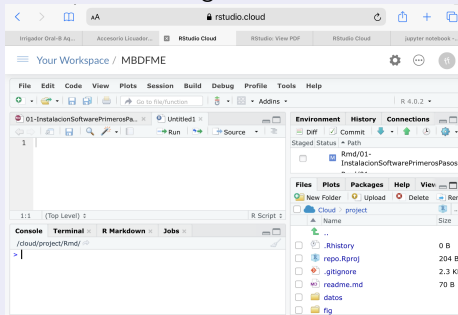 AA
rstudio.cloud
Irrigador Oral-B Aq...
Accesorio Licuador...
RStudio Cloud
RStudio: View PDF
RStudio Cloud
jupyter notebook -...
Your Workspace / MBDFME
File Edit Code View Plots Session Build Debug Profile Tools Help
Go to file/function
Addins
R 4.0.2
01-InstalacionSoftwarePrimerosPa...
Untitled1
Run
Source
1
1:1 (Top Level)
R Script
Console Terminal R Markdown Jobs
/cloud/project/Rmd/
>
Environment History Connections
Diff Commit
Staged Status Path
M Rmd/01-
InstalacionSoftwarePrimerosPasos
Files Plots Packages Help View
New Folder Upload Delete Re
Cloud project
Name Size
..
.Rhistory 0 B
repo.Rproj 204 B
.gitignore 2.3 K
readme.md 70 B
datos
fig